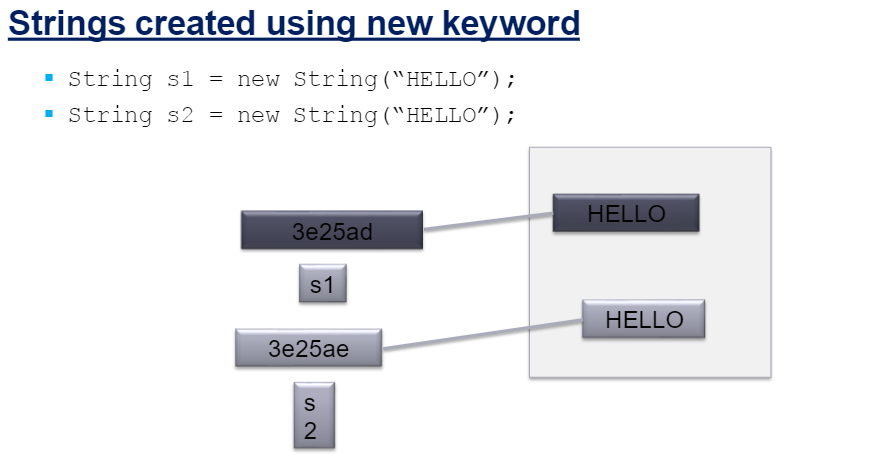 Strings created using new keyword
String s1 = new String(“HELLO”);
String s2 = new String(“HELLO”);
HELLO
3e25ad
s1
HELLO
3e25ae
s
2